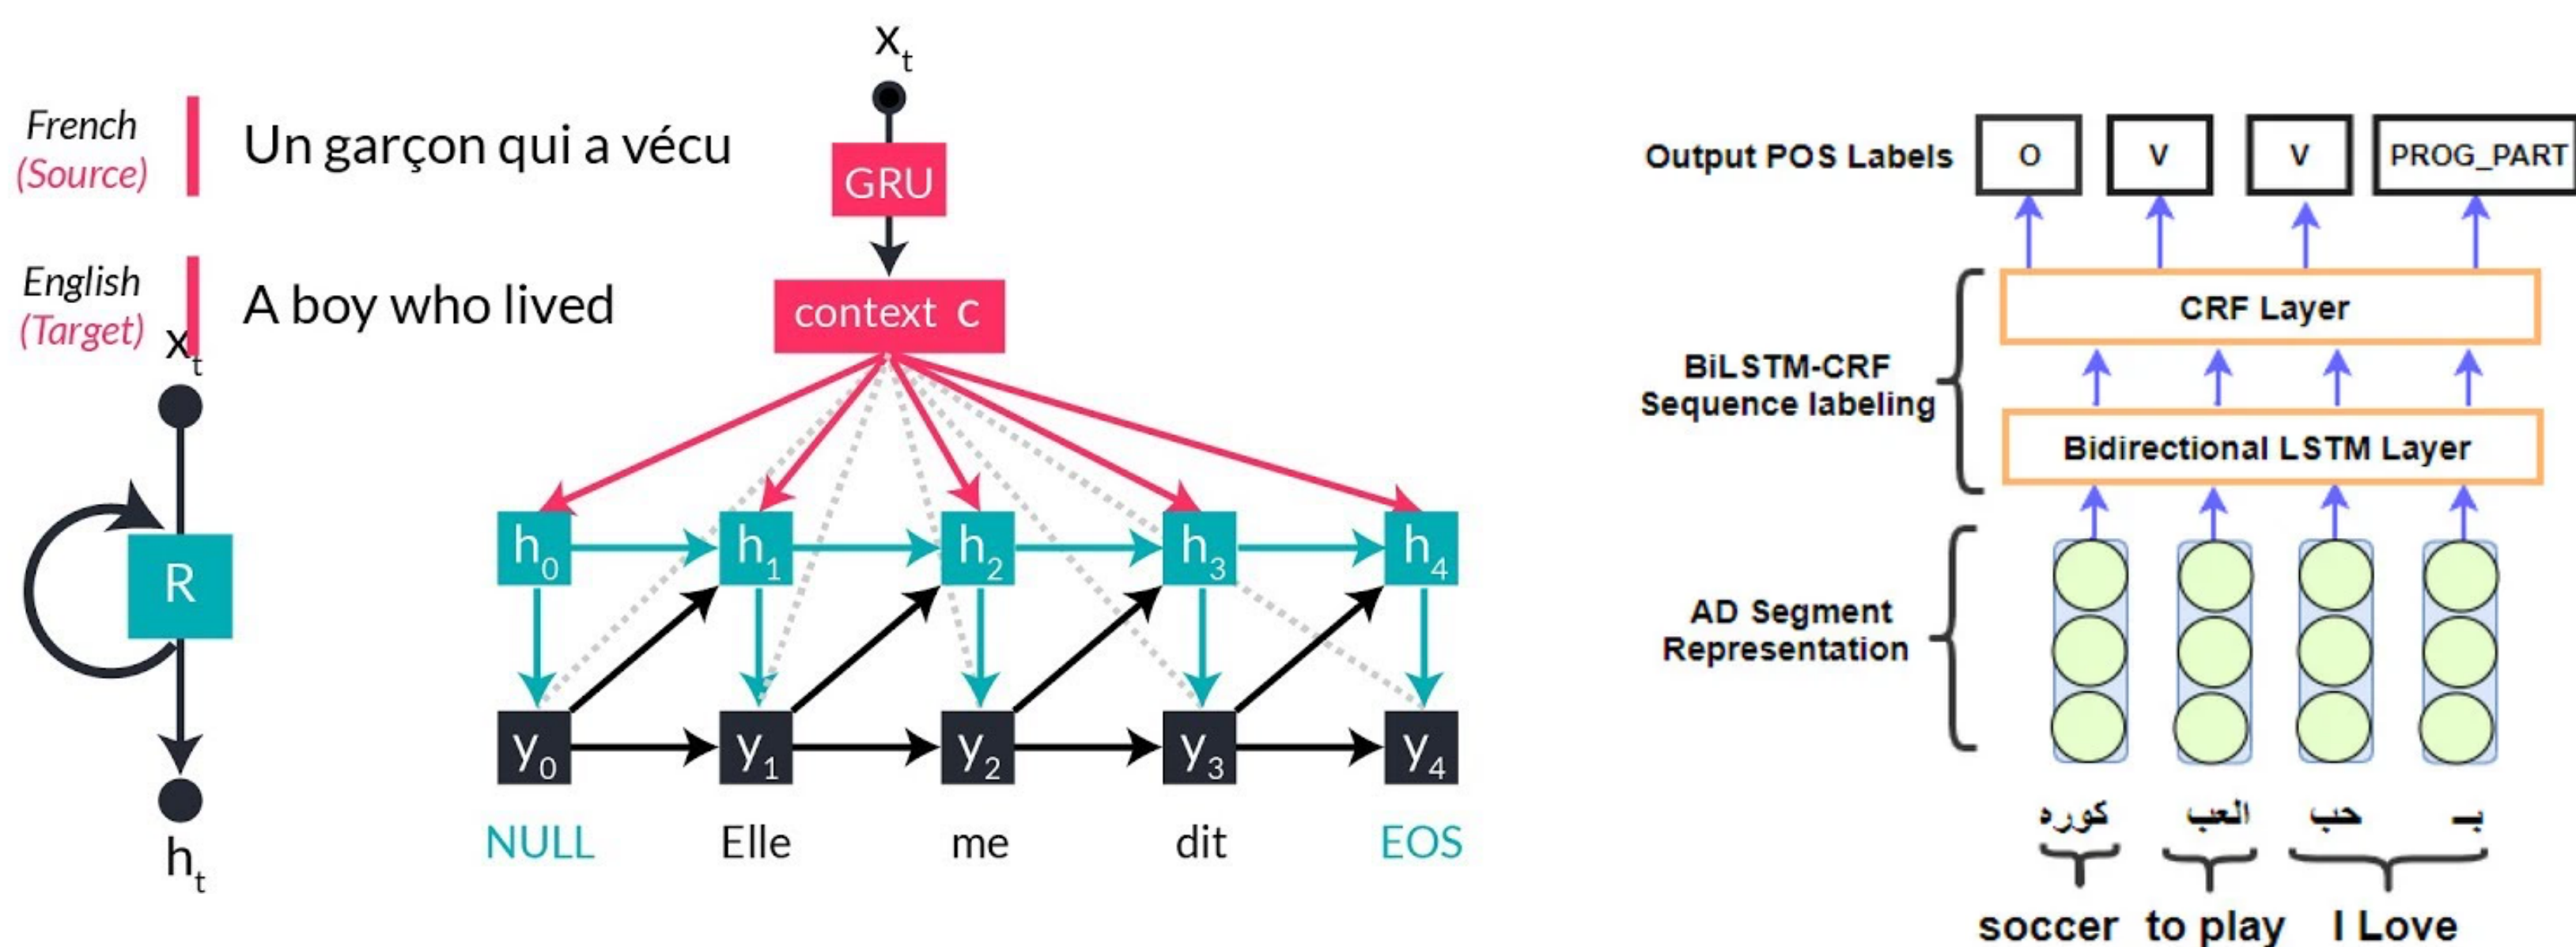 French
(Source)
Un garçon qui a vécu
English
(Target)
A boy who lived
xt
R
ht
xt
GRU
context c
h0 h1 h2 h3 h4
y0 y1 y2 y3 y4
NULL Elle me dit EOS
Output POS Labels
O V V PROG_PART
CRF Layer
BiLSTM-CRF
Sequence labeling
Bidirectional LSTM Layer
AD Segment
Representation
كوره العب حب بـ
soccer to play I Love